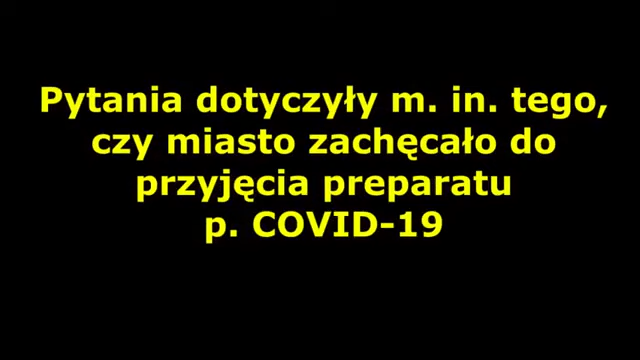 Pytania dotyczyły m. in. tego,
czy miasto zachęcało do
przyjęcia preparatu
p. COVID-19